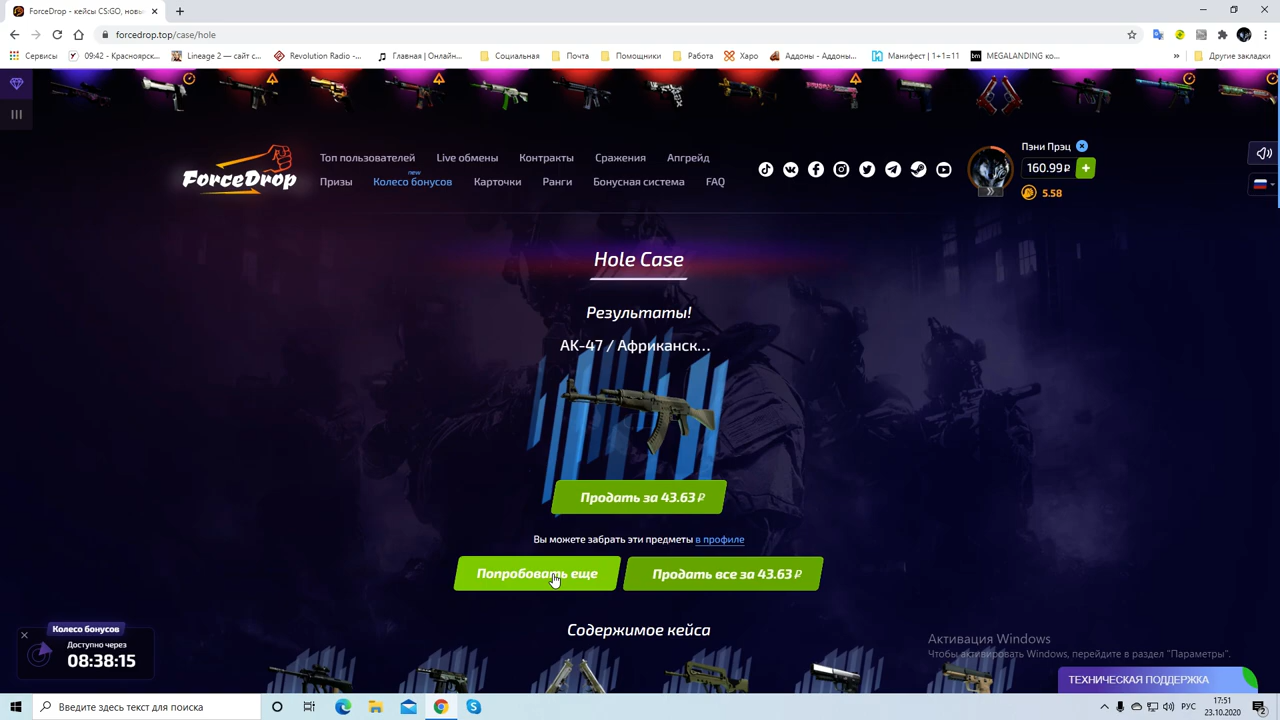 ForceDrop - кейсы CS:GO, новы
forcedrop.top/case/hole
Сервисы
09:42 - Красноярск...
Lineage 2 — сайт с...
Revolution Radio -...
Главная | Онлайн...
Социальная
Почта
Помощники
Работа
Харо
Аддоны - Аддоны...
Манифест | 1+1=11
MEGALANDING ко...
»
Другие закладки
ForceDrop
Топ пользователей
Live обмены
Контракты
Сражения
Апгрейд
Призы
new
Колесо бонусов
Карточки
Ранги
Бонусная система
FAQ
Пэни Прэц
160.99₽
5.58
Hole Case
Результаты!
AK-47 / Африканск...
Продать за 43.63 ₽
Вы можете забрать эти предметы в профиле
Попробовать еще
Продать все за 43.63 ₽
Содержимое кейса
Колесо бонусов
Доступно через
08:38:15
Активация Windows
Чтобы активировать Windows, перейдите в раздел "Параметры".
ТЕХНИЧЕСКАЯ ПОДДЕРЖКА
Введите здесь текст для поиска
РУС
17:51
23.10.2020
2